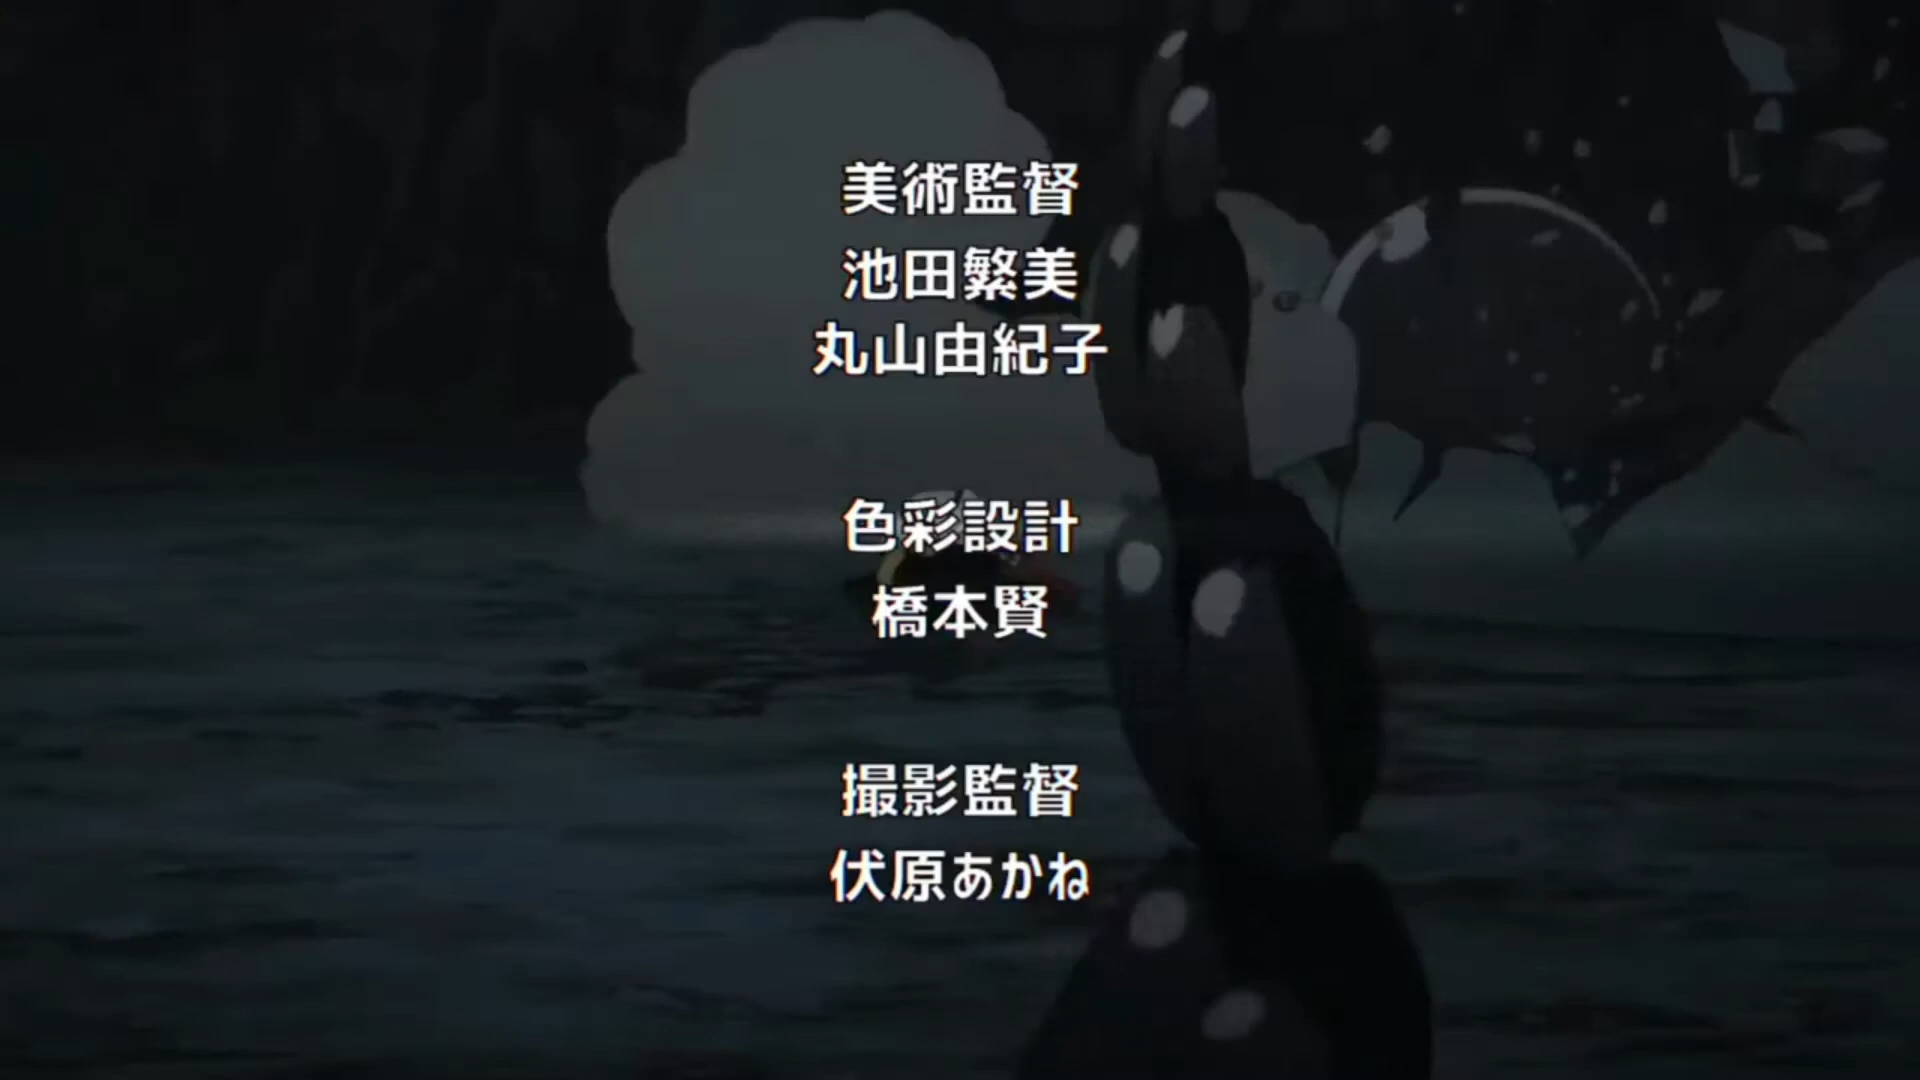 美術監督
池田繁美
丸山由紀子
色彩設計
橋本賢
撮影監督
伏原あかね